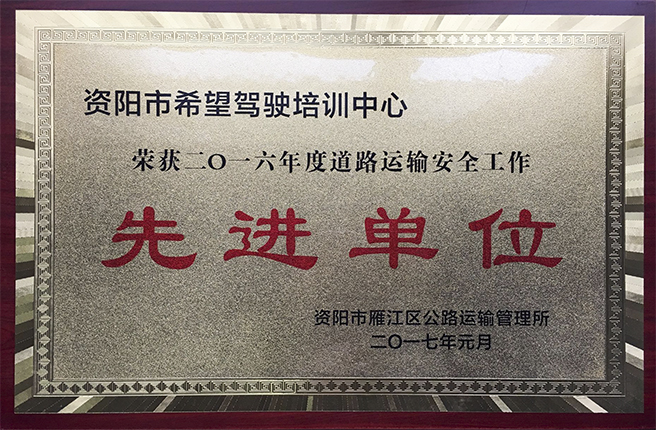 资阳市希望驾驶培训中心
荣获二〇一六年度道路运输安全工作
先进单位
资阳市雁江区公路运输管理所
二〇一七年元月